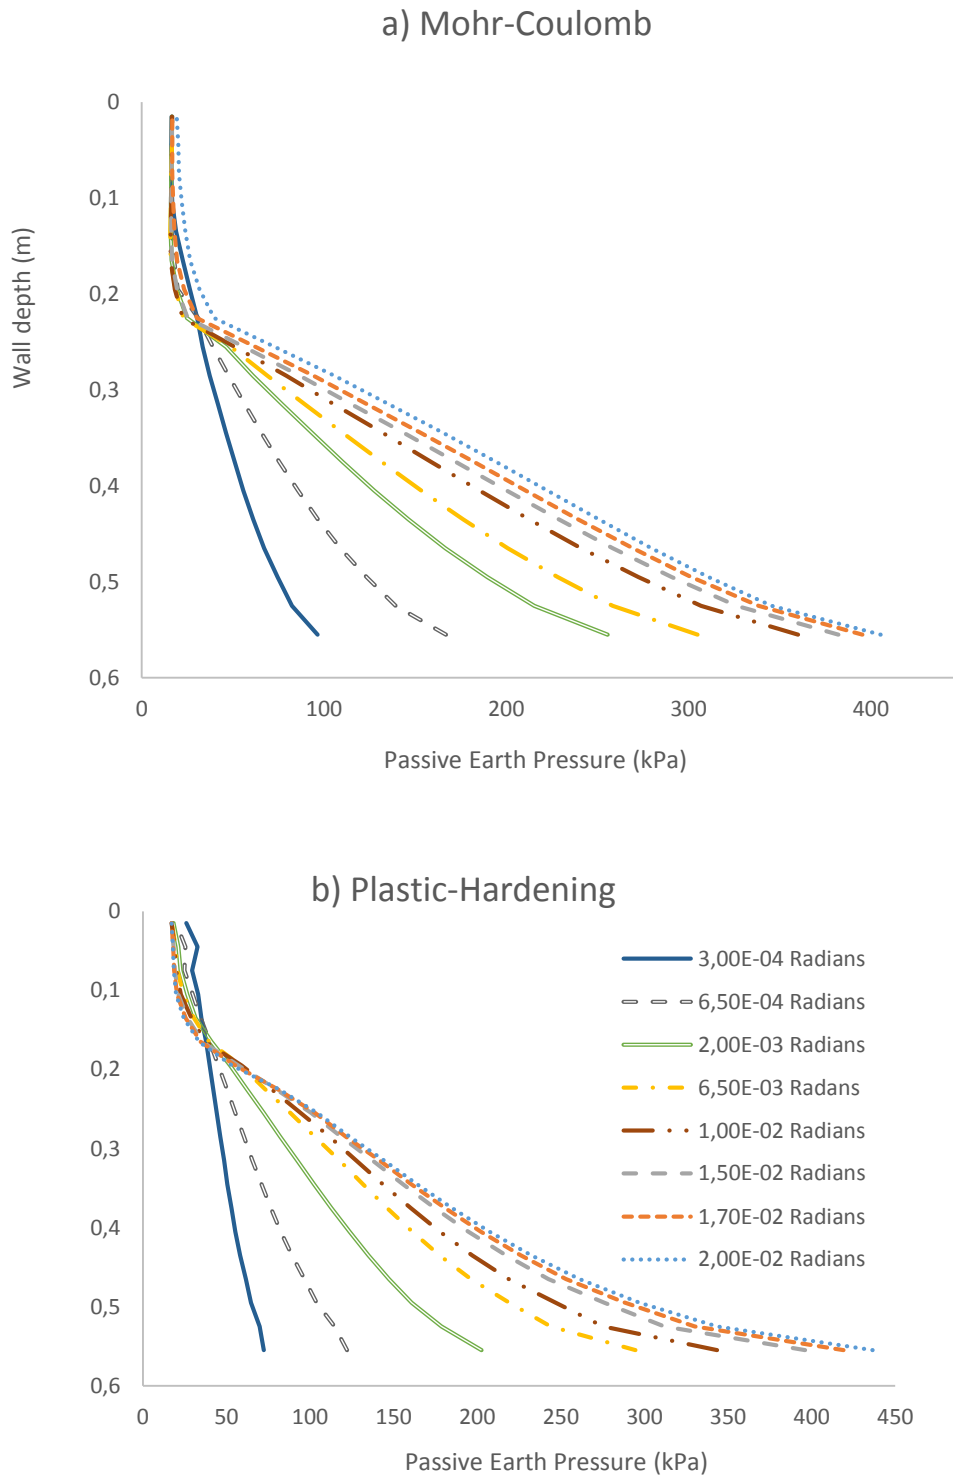 a) Mohr-Coulomb
0
0,1
0,2
0,3
0,4
0,5
0,6
Wall depth (m)
0 100 200 300 400
Passive Earth Pressure (kPa)
b) Plastic-Hardening
0
0,1
0,2
0,3
0,4
0,5
0,6
3,00E-04 Radians
6,50E-04 Radians
2,00E-03 Radians
6,50E-03 Radans
1,00E-02 Radians
1,50E-02 Radians
1,70E-02 Radians
2,00E-02 Radians
0 50 100 150 200 250 300 350 400 450
Passive Earth Pressure (kPa)